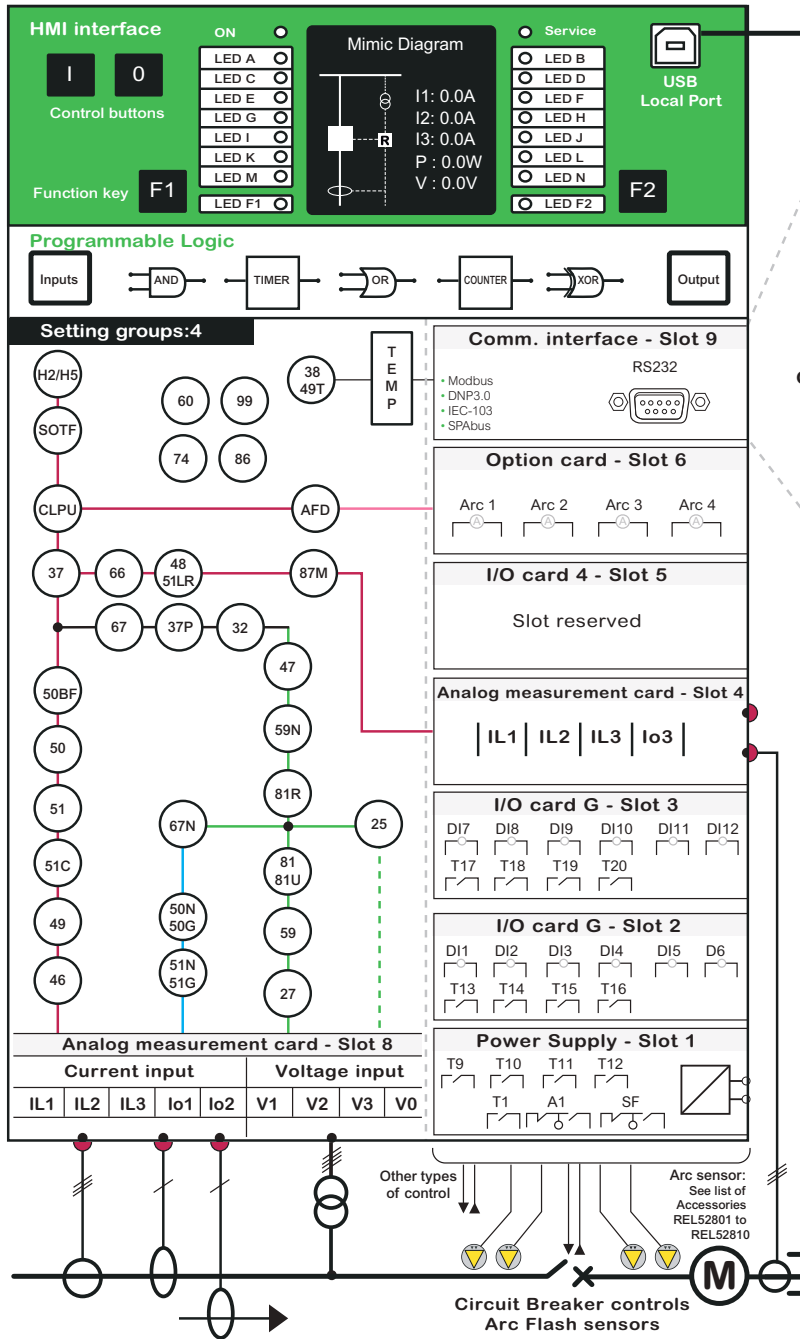 HMI interface
ON
Service
I 0
Control buttons
LED A
LED C
LED E
LED G
LED I
LED K
LED M
LED F1
Mimic Diagram
I1: 0.0A
I2: 0.0A
I3: 0.0A
P : 0.0W
V : 0.0V
R
LED B
LED D
LED F
LED H
LED J
LED L
LED N
LED F2
USB
Local Port
Function key F1
F2
Programmable Logic
Inputs AND TIMER OR COUNTER XOR Output
Setting groups:4
H2/H5
SOTF
CLPU
37
50BF
50
51
51C
49
46
60 99
74 86
38
49T
TEMP
AFD
66
48
51LR
87M
67 37P 32
47
59N
81R
67N
25
81
81U
50N
50G
59
51N
51G
27
Comm. interface - Slot 9
• Modbus
• DNP3.0
• IEC-103
• SPAbus
RS232
Option card - Slot 6
Arc 1 Arc 2 Arc 3 Arc 4
A A A A
I/O card 4 - Slot 5
Slot reserved
Analog measurement card - Slot 4
IL1 IL2 IL3 Io3
I/O card G - Slot 3
DI7 DI8 DI9 DI10 DI11 DI12
T17 T18 T19 T20
I/O card G - Slot 2
DI1 DI2 DI3 DI4 DI5 D6
T13 T14 T15 T16
Power Supply - Slot 1
T9 T10 T11 T12
T1 A1 SF
Analog measurement card - Slot 8
Current input Voltage input
IL1 IL2 IL3 Io1 Io2 V1 V2 V3 V0
Other types
of control
Arc sensor:
See list of
Accessories
REL52801 to
REL52810
M
Circuit Breaker controls
Arc Flash sensors